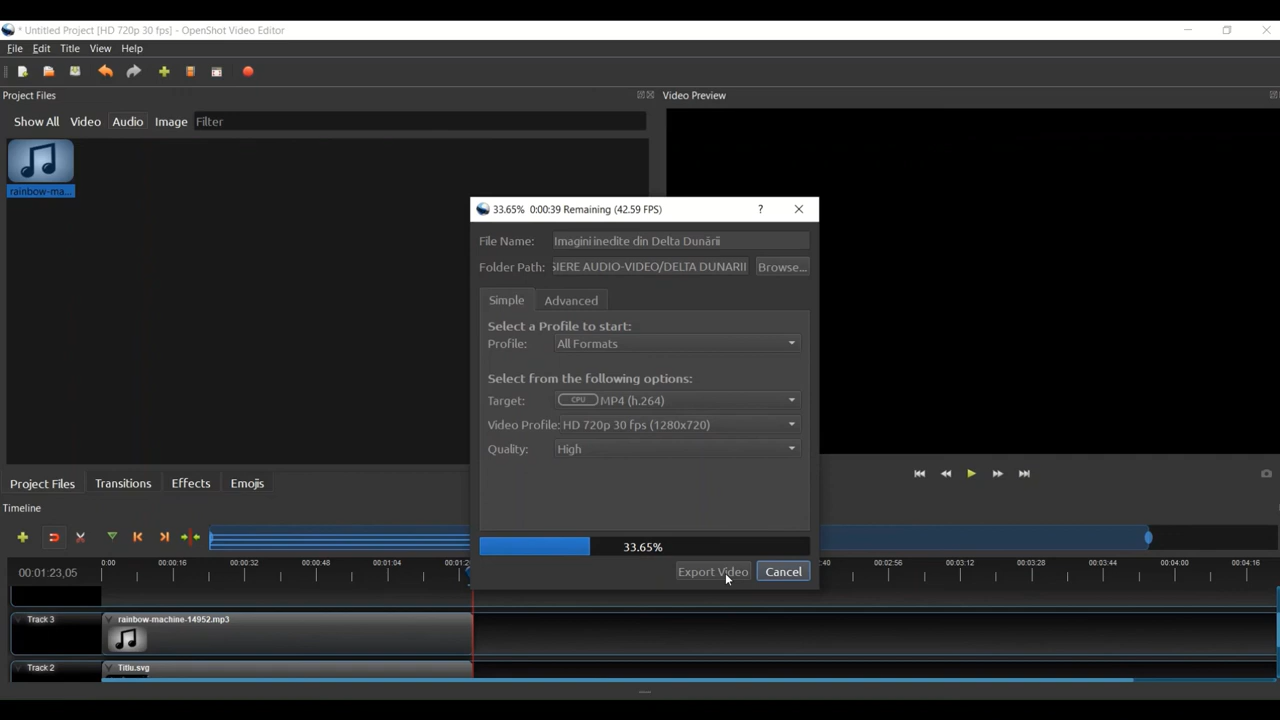 * Untitled Project [HD 720p 30 fps] - OpenShot Video Editor
File Edit Title View Help
Project Files
Video Preview
Show All Video Audio Image Filter
rainbow-ma...
33.65% 0:00:39 Remaining (42.59 FPS)
?
File Name: Imagini inedite din Delta Dunării
Folder Path: SIERE AUDIO-VIDEO/DELTA DUNARII Browse...
Simple Advanced
Select a Profile to start:
Profile: All Formats
Select from the following options:
Target: CPU MP4 (h.264)
Video Profile: HD 720p 30 fps (1280x720)
Quality: High
33.65%
Export Video Cancel
Project Files Transitions Effects Emojis
Timeline
00:01:23,05
0:00 00:00:16 00:00:32 00:00:48 00:01:04 00:01:2 :40 00:02:56 00:03:12 00:03:28 00:03:44 00:04:00 00:04:16
Track 3 rainbow-machine-14952.mp3
Track 2 Titlu.svg